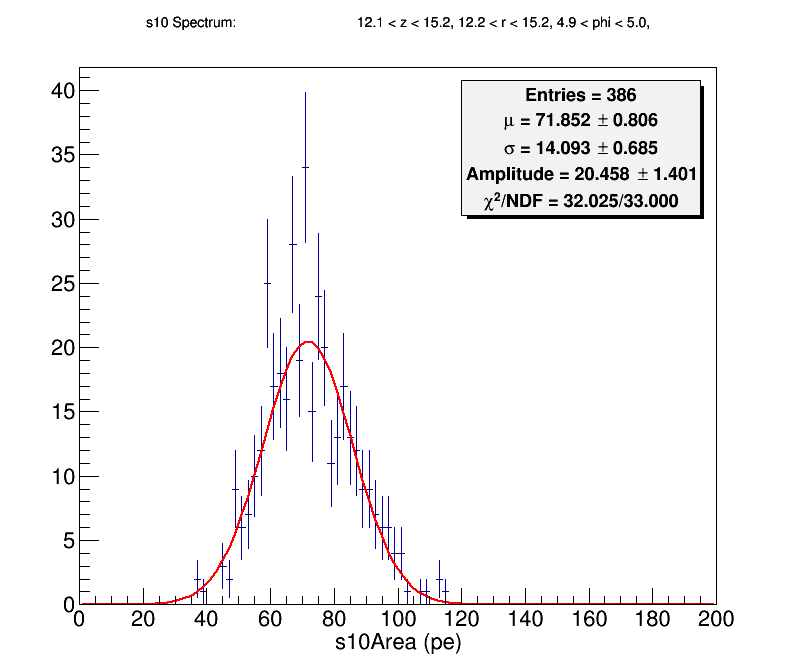 s10 Spectrum: 12.1 < z < 15.2, 12.2 < r < 15.2, 4.9 < phi < 5.0,
Entries = 386
μ = 71.852 ± 0.806
σ = 14.093 ± 0.685
Amplitude = 20.458 ± 1.401
χ²/NDF = 32.025/33.000
40
35
30
25
20
15
10
5
0
0 20 40 60 80 100 120 140 160 180 200
s10Area (pe)